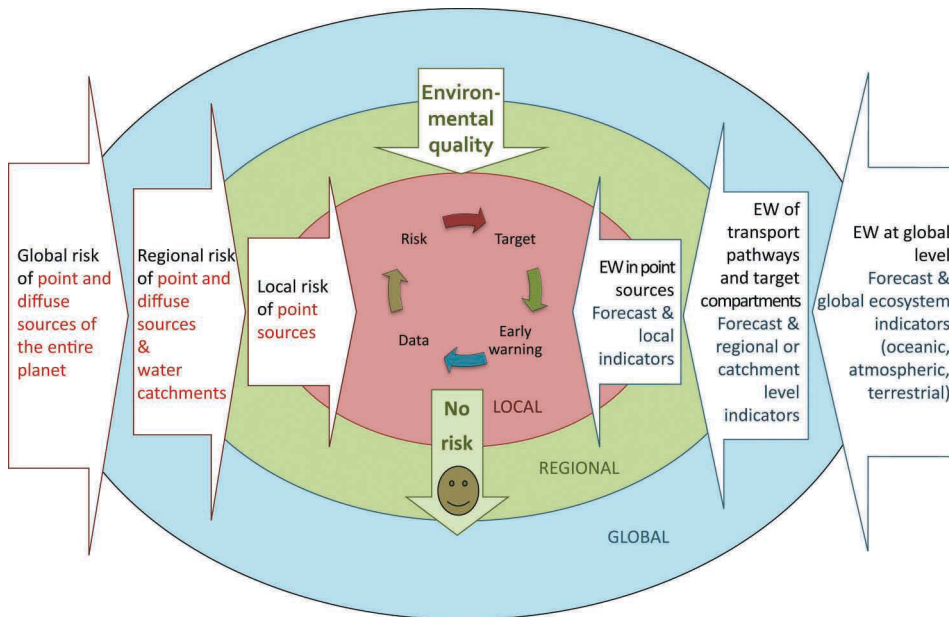 Environ-
mental
quality
Global risk
of point and
diffuse
sources of
the entire
planet
Regional risk
of point and
diffuse
sources
&
water
catchments
Local risk
of point
sources
Risk
Target
Data
Early
warning
EW in point
sources
Forecast &
local
indicators
EW of
transport
pathways
and target
compartments
Forecast &
regional or
catchment
level
indicators
EW at global
level
Forecast &
global ecosystem
indicators
(oceanic,
atmospheric,
terrestrial)
No
risk
LOCAL
REGIONAL
GLOBAL